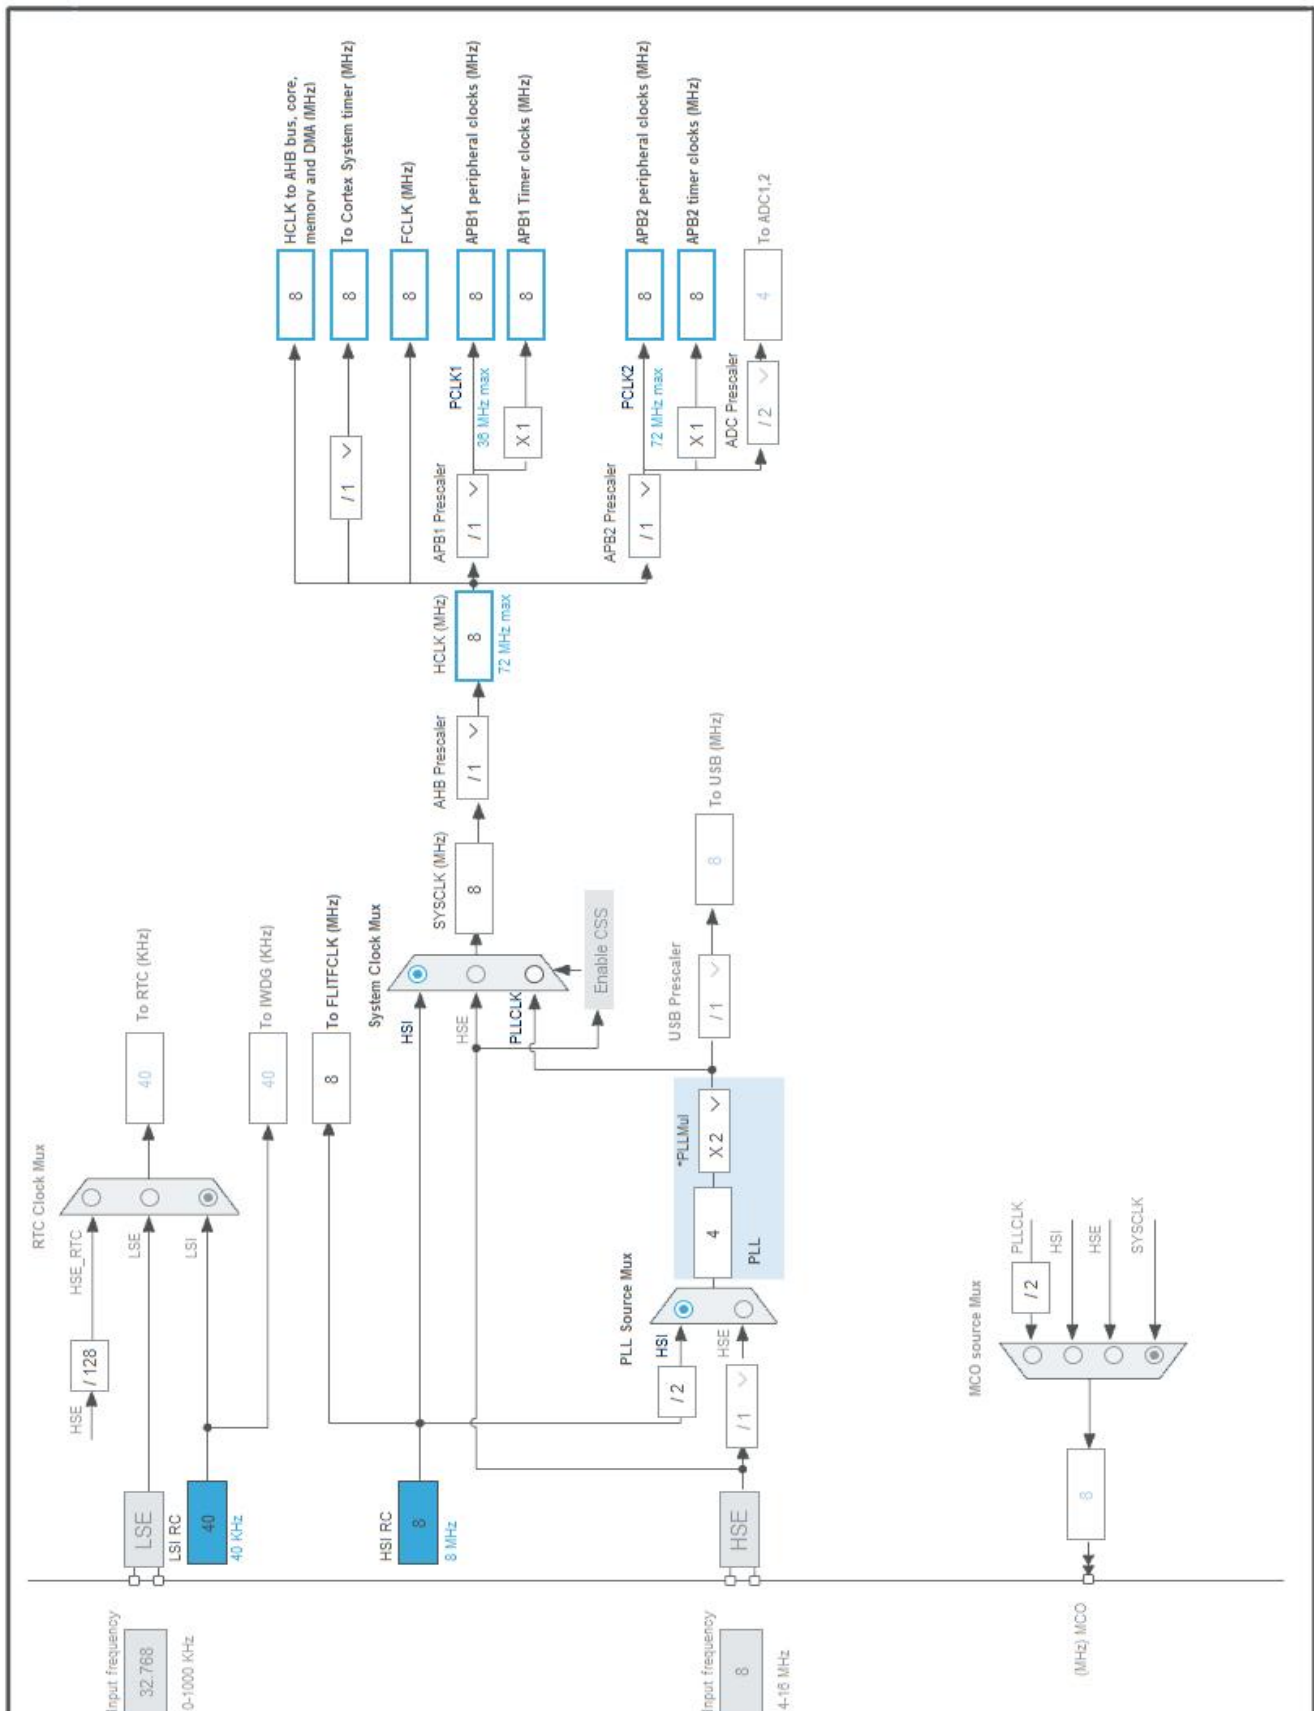 RTC Clock Mux
HSE
/ 128
HSE_RTC
LSE
LSI
To RTC (KHz)
40
To IWDG (KHz)
40
Input frequency
32.768
0-1000 KHz
LSE
LSI RC
40
40 KHz
To FLITFCLK (MHz)
8
HSI RC
8
8 MHz
System Clock Mux
HSI
HSE
PLLCLK
Enable CSS
SYSCLK (MHz)
8
AHB Prescaler
/ 1
HCLK (MHz)
8
72 MHz max
8
HCLK to AHB bus, core,
memory and DMA (MHz)
/ 1
8
To Cortex System timer (MHz)
8
FCLK (MHz)
APB1 Prescaler
/ 1
PCLK1
36 MHz max
8
APB1 peripheral clocks (MHz)
X 1
8
APB1 Timer clocks (MHz)
APB2 Prescaler
/ 1
PCLK2
72 MHz max
8
APB2 peripheral clocks (MHz)
X 1
8
APB2 timer clocks (MHz)
ADC Prescaler
/ 2
4
To ADC1,2
PLL Source Mux
HSI
/ 2
HSE
/ 1
4
*PLLMul
X 2
PLL
USB Prescaler
/ 1
8
To USB (MHz)
Input frequency
8
4-16 MHz
HSE
MCO source Mux
PLLCLK
/ 2
HSI
HSE
SYSCLK
8
(MHz) MCO